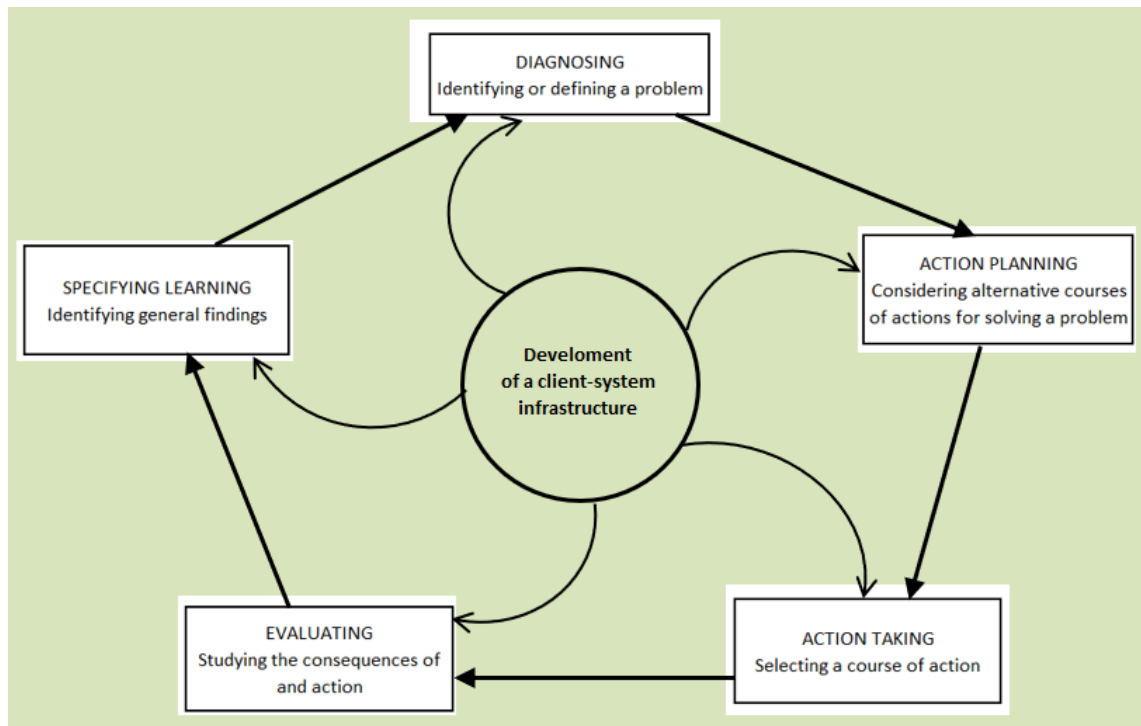 DIAGNOSING
Identifying or defining a problem
ACTION PLANNING
Considering alternative courses
of actions for solving a problem
SPECIFYING LEARNING
Identifying general findings
Develoment
of a client-system
infrastructure
EVALUATING
Studying the consequences of
and action
ACTION TAKING
Selecting a course of action